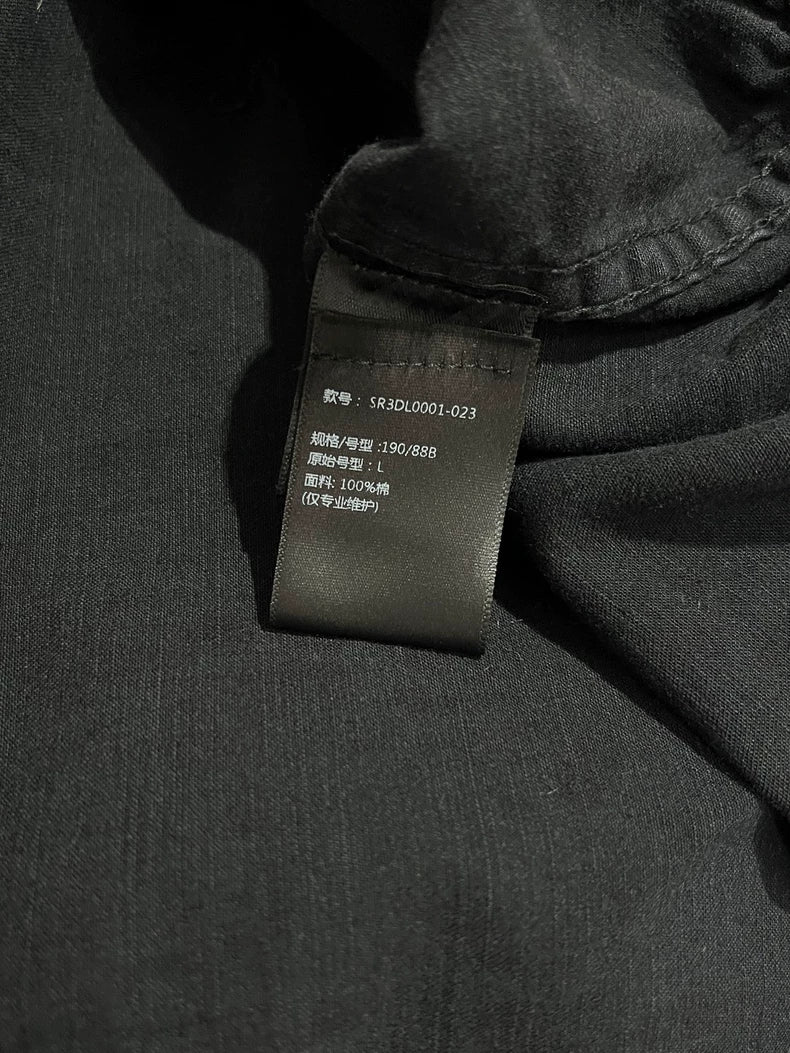 款号： SR3DL0001-023
规格/号型 :190/88B
原始号型 : L
面料: 100%棉
(仅专业维护)